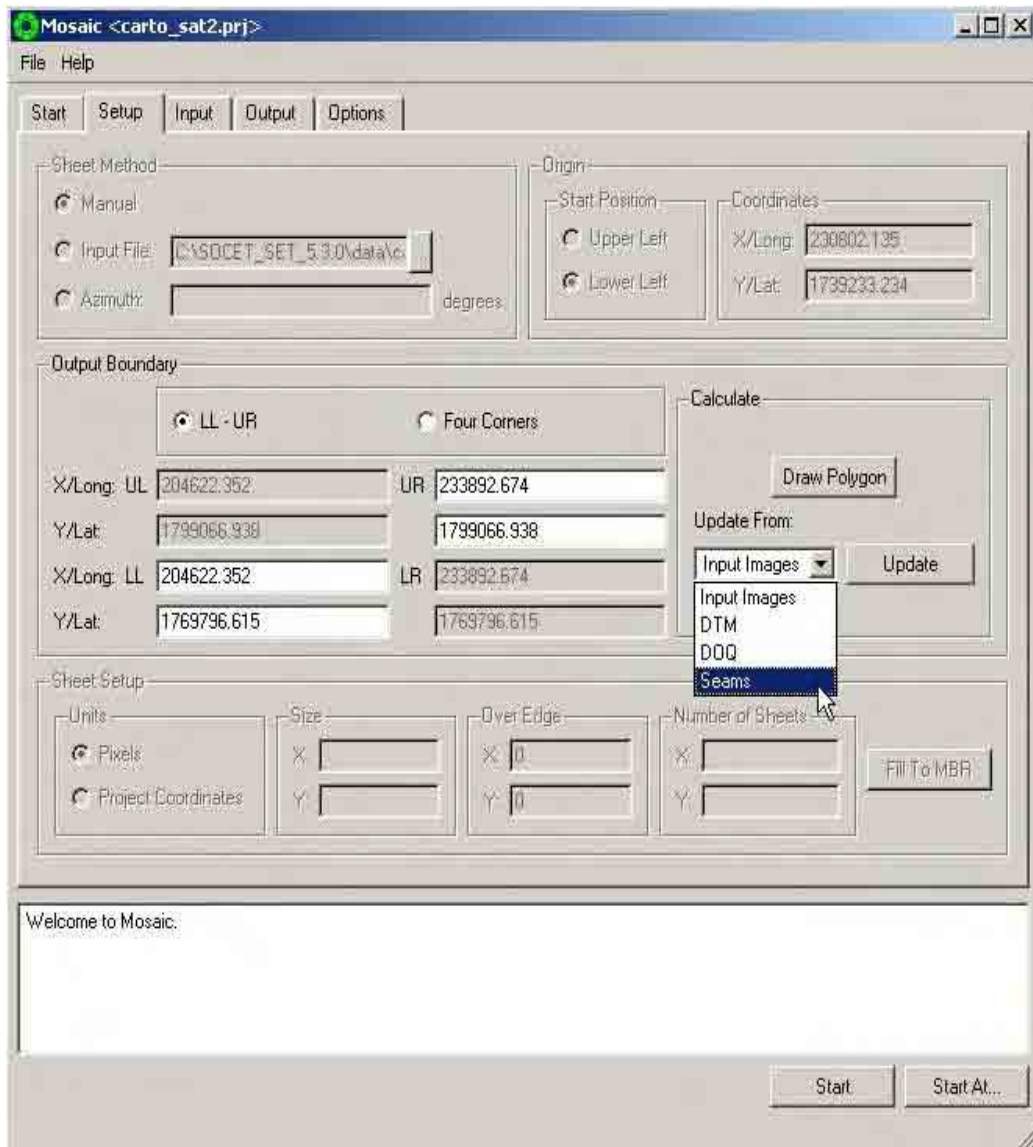 Mosaic <carto_sat2.prj>
File Help
Start Setup Input Output Options
Sheet Method
Manual
Input File: C:\SOCET_SET_5.3.0\data\c
Azimuth: degrees
Origin
Start Position
Upper Left
Lower Left
Coordinates
X/Long: 230802.135
Y/Lat: 1739233.234
Output Boundary
LL - UR Four Corners
X/Long: UL 204622.352 UR 233892.674
Y/Lat: 1799066.938 1799066.938
X/Long: LL 204622.352 LR 233892.674
Y/Lat: 1769796.615 1769796.615
Calculate
Draw Polygon
Update From:
Input Images Update
Input Images
DTM
DOQ
Seams
Sheet Setup
Units
Pixels
Project Coordinates
Size
X:
Y:
Over Edge
X: 0
Y: 0
Number of Sheets
X:
Y:
Fill To MBR
Welcome to Mosaic.
Start Start At...